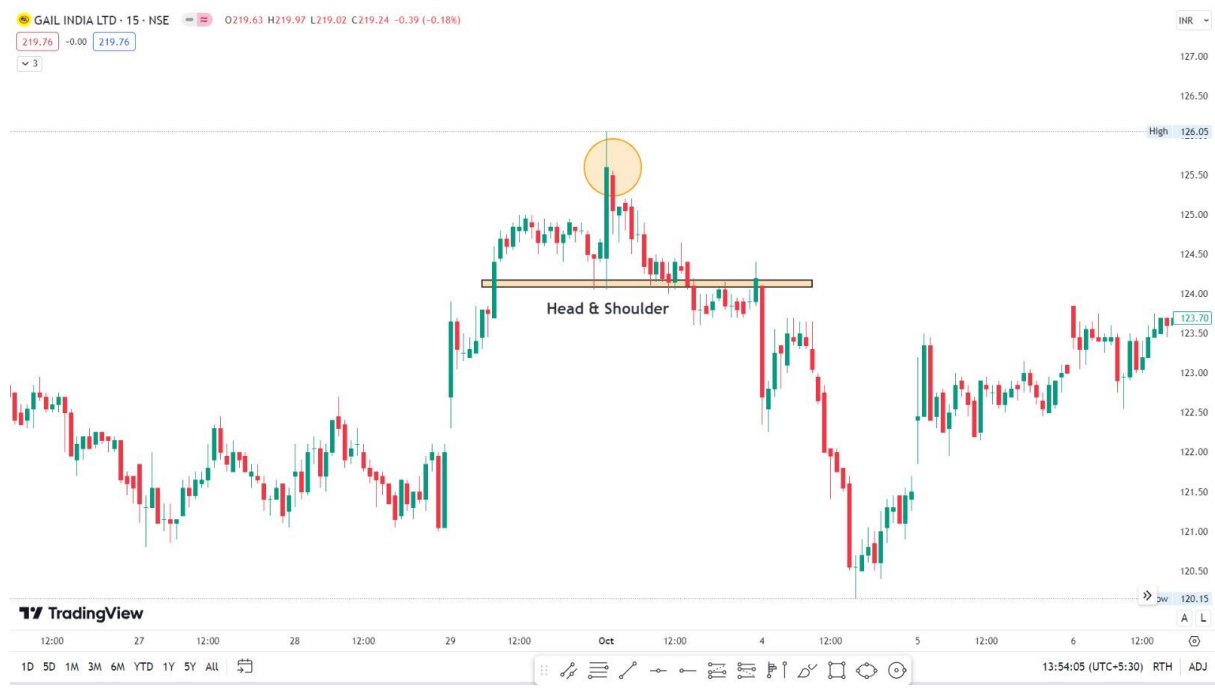 GAIL INDIA LTD · 15 · NSE O219.63 H219.97 L219.02 C219.24 −0.39 (−0.18%)
INR
219.76 −0.00 219.76
3
127.00
126.50
High 126.05
125.50
125.00
124.50
124.00
Head & Shoulder
123.70
123.50
123.00
122.50
122.00
121.50
121.00
120.50
120.15
TradingView
A L
12:00 27 12:00 28 12:00 29 12:00 Oct 12:00 4 12:00 5 12:00 6 12:00
1D 5D 1M 3M 6M YTD 1Y 5Y All 13:54:05 (UTC+5:30) RTH ADJ